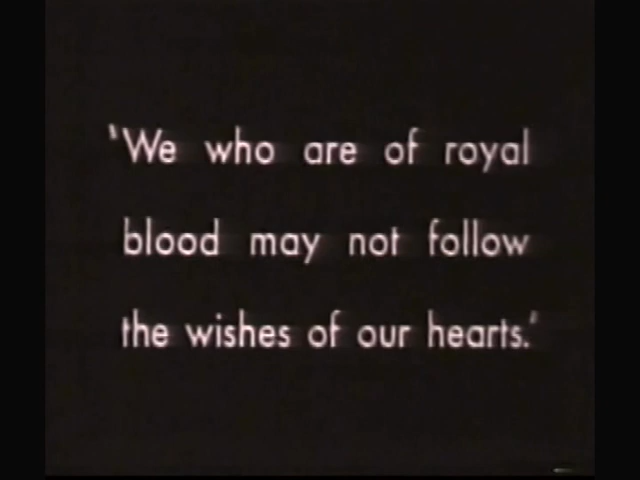 "We who are of royal
blood may not follow
the wishes of our hearts."